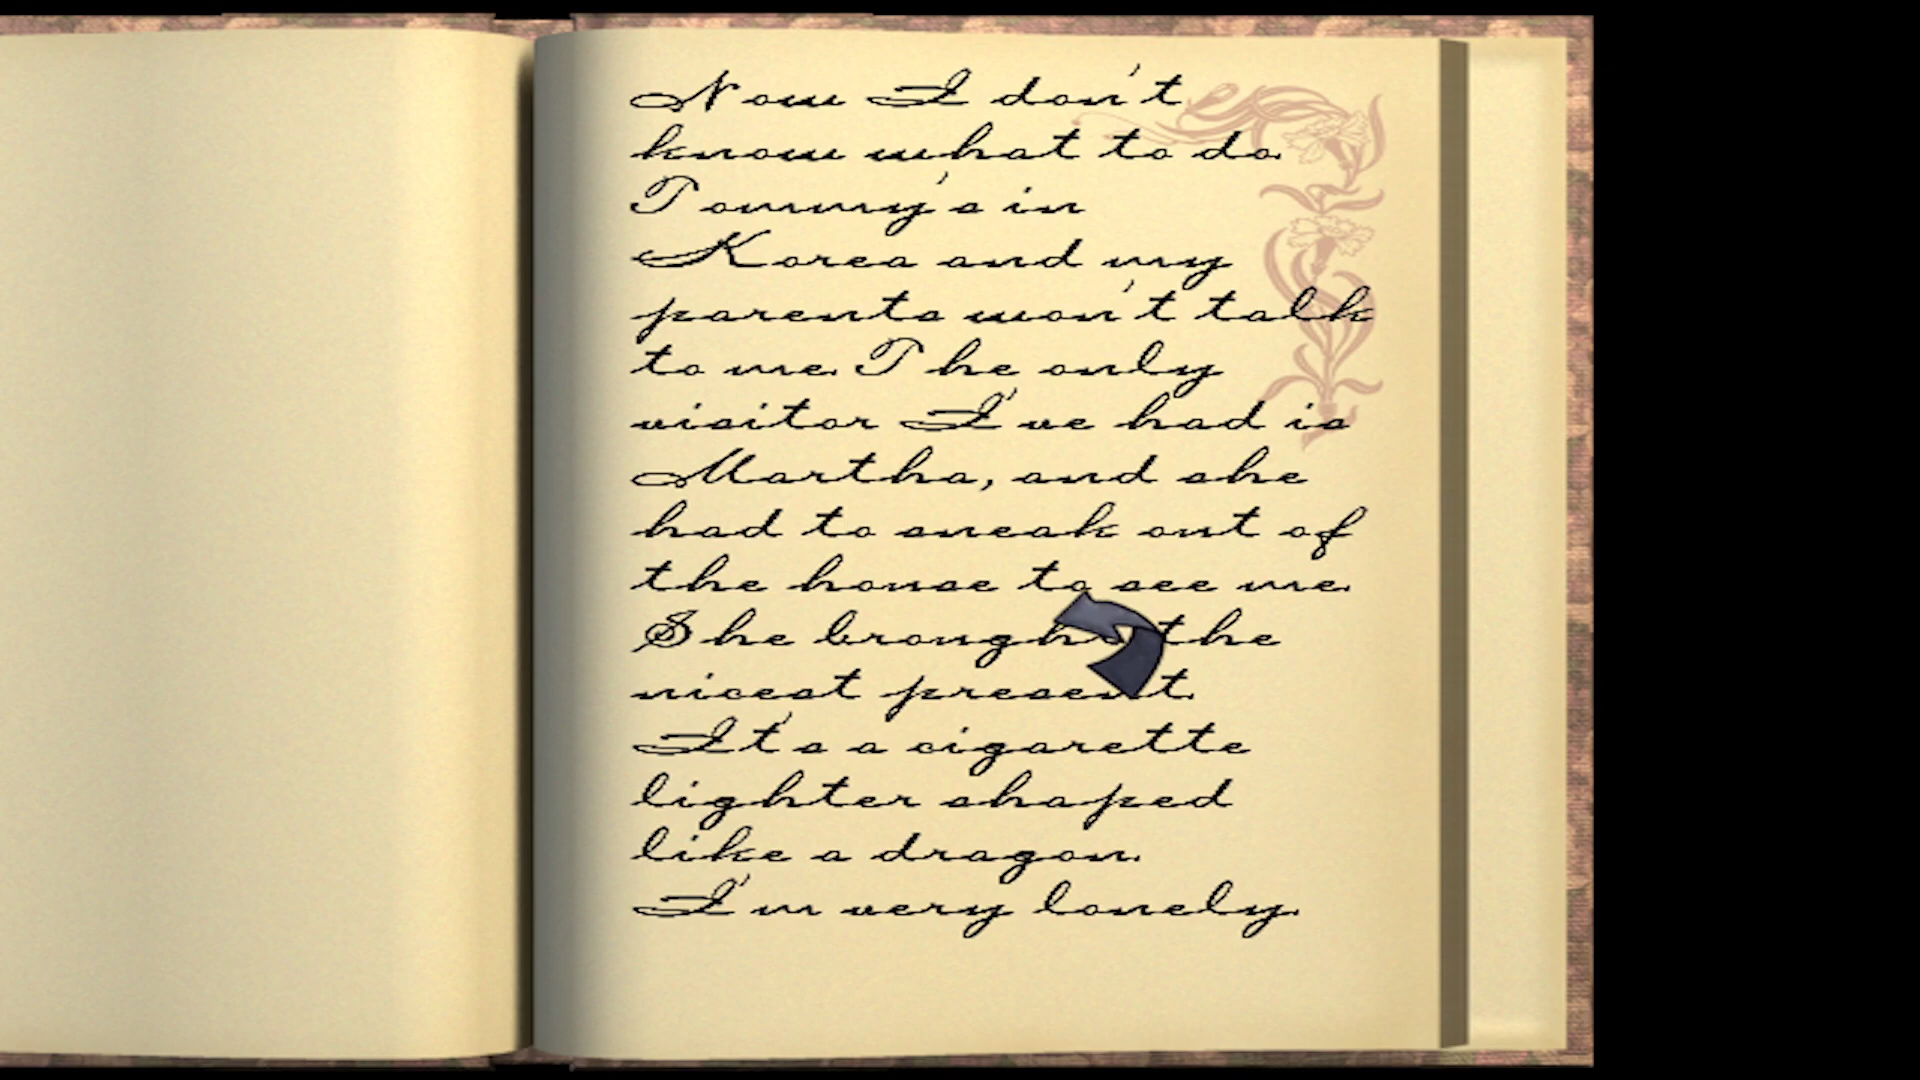 Now I don't
know what to do.
Tommy's in
Korea and my
parents won't talk
to me. The only
visitor I've had is
Martha, and she
had to sneak out of
the house to see me.
She brought the
nicest present.
It's a cigarette
lighter shaped
like a dragon.
I'm very lonely.